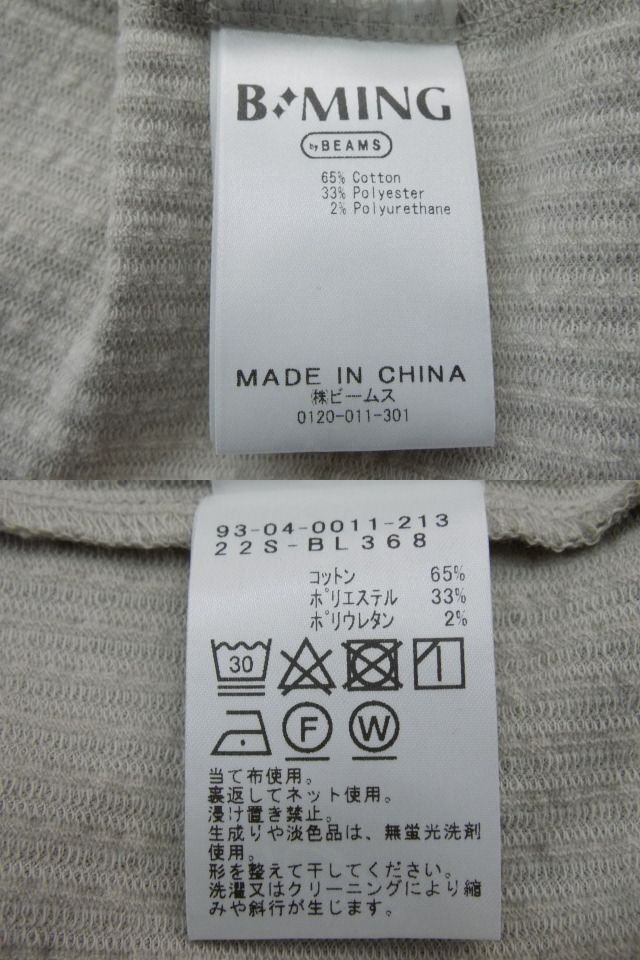 B MING
by BEAMS
65% Cotton
33% Polyester
2% Polyurethane
MADE IN CHINA
㈱ビームス
0120-011-301
93-04-0011-213
22S-BL368
コットン 65%
ポリエステル 33%
ポリウレタン 2%
30
F W
当て布使用。
裏返してネット使用。
浸け置き禁止。
生成りや淡色品は、無蛍光洗剤
使用。
形を整えて干してください。
洗濯又はクリーニングにより縮
みや斜行が生じます。